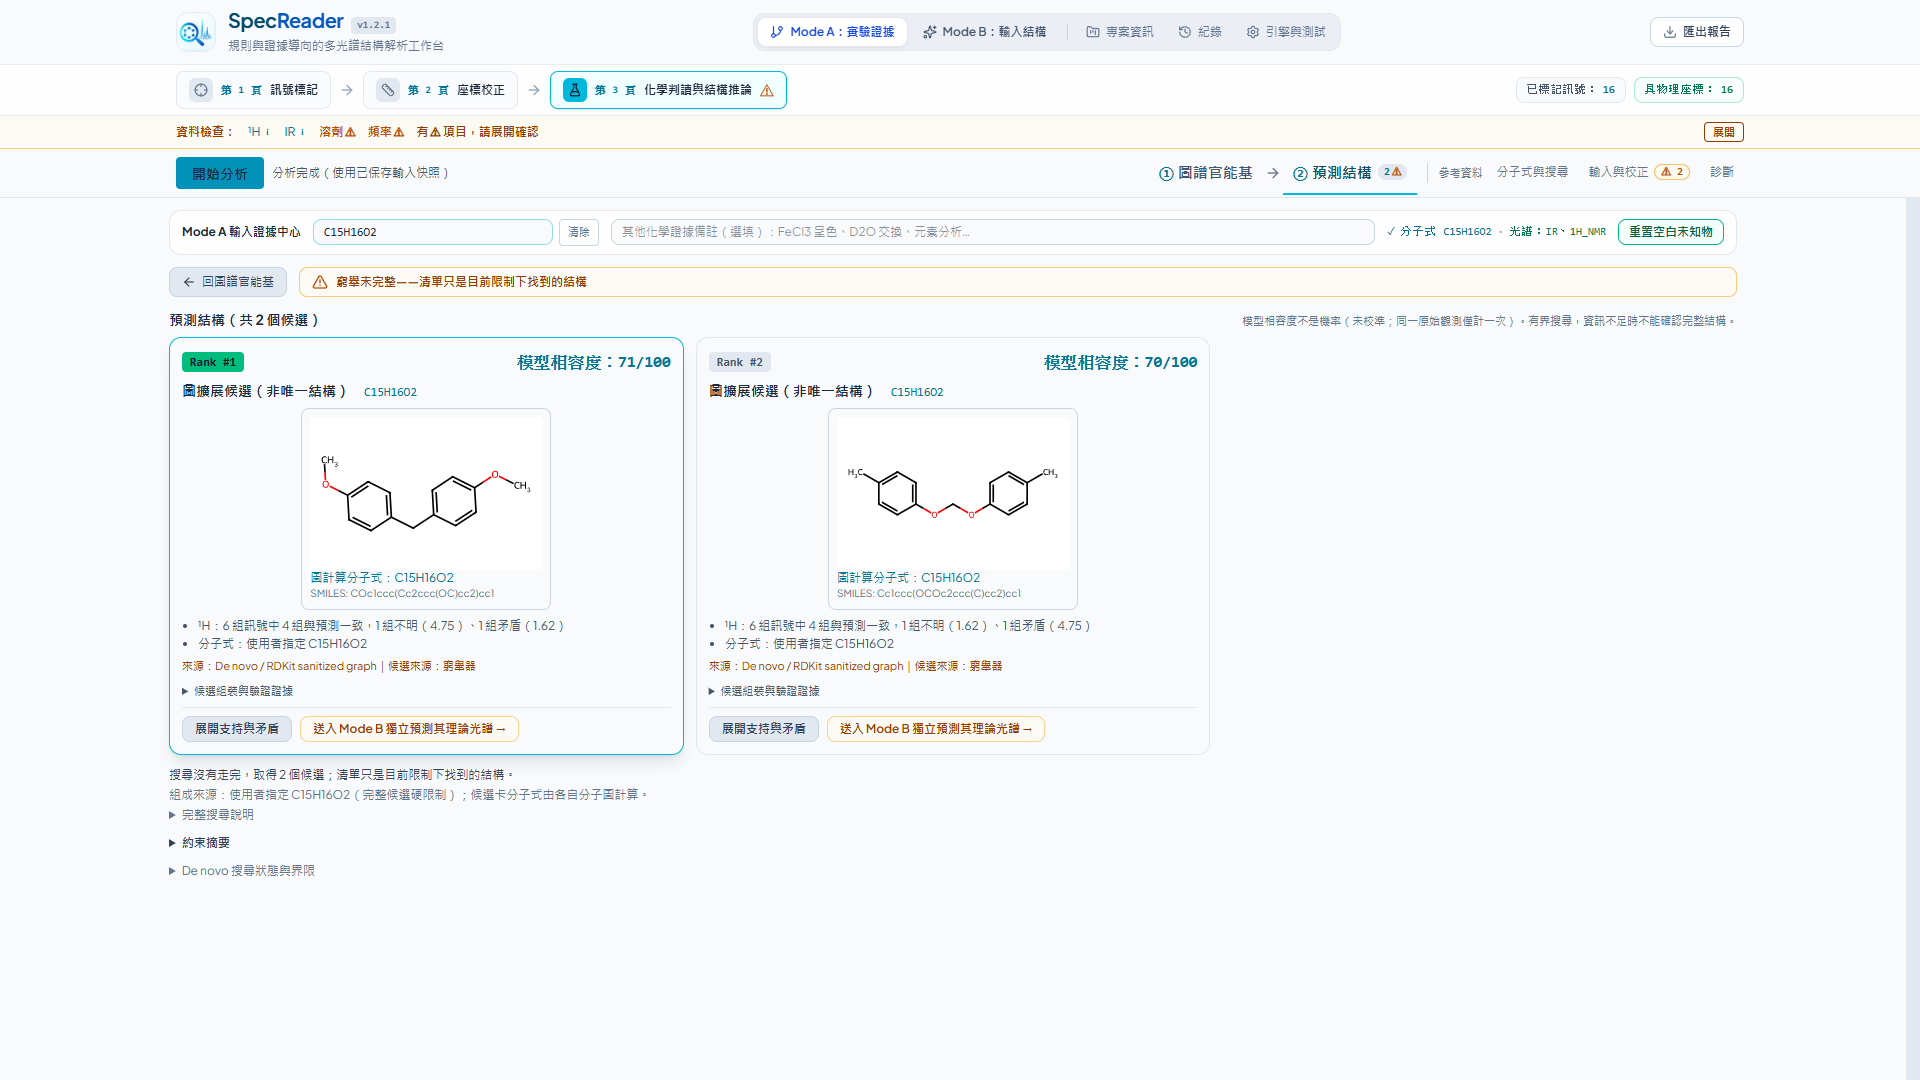 SpecReader v1.2.1
規則與證據導向的多光譜結構解析工作台
Mode A：實驗證據
Mode B：輸入結構
專案資訊
紀錄
引擎與測試
匯出報告
第 1 頁 訊號標記
第 2 頁 座標校正
第 3 頁 化學判讀與結構推論
已標記訊號： 16
具物理座標： 16
資料檢查： ¹H i IR i 溶劑⚠ 頻率⚠ 有⚠項目，請展開確認
展開
開始分析
分析完成（使用已保存輸入快照）
① 圖譜官能基
② 預測結構 2⚠
參考資料
分子式與搜尋
輸入與校正 ⚠ 2
診斷
Mode A 輸入證據中心
C15H16O2
清除
其他化學證據備註（選填）：FeCl3 呈色、D2O 交換、元素分析…
✓ 分子式 C15H16O2 · 光譜：IR、1H_NMR
重置空白未知物
← 回圖譜官能基
窮舉未完整——清單只是目前限制下找到的結構
預測結構（共 2 個候選）
模型相容度不是機率（未校準；同一原始觀測僅計一次）。有界搜尋，資訊不足時不能確認完整結構。
Rank #1
模型相容度：71/100
圖擴展候選（非唯一結構） C15H16O2
CH3
O
O
CH3
圖計算分子式：C15H16O2
SMILES: COc1ccc(Cc2ccc(OC)cc2)cc1
• ¹H：6 組訊號中 4 組與預測一致，1 組不明（4.75）、1 組矛盾（1.62）
• 分子式：使用者指定 C15H16O2
來源：De novo / RDKit sanitized graph｜候選來源：窮舉器
▶ 候選組裝與驗證證據
展開支持與矛盾
送入 Mode B 獨立預測其理論光譜 →
Rank #2
模型相容度：70/100
圖擴展候選（非唯一結構） C15H16O2
H3C
CH3
O
O
圖計算分子式：C15H16O2
SMILES: Cc1ccc(OCOc2ccc(C)cc2)cc1
• ¹H：6 組訊號中 4 組與預測一致，1 組不明（1.62）、1 組矛盾（4.75）
• 分子式：使用者指定 C15H16O2
來源：De novo / RDKit sanitized graph｜候選來源：窮舉器
▶ 候選組裝與驗證證據
展開支持與矛盾
送入 Mode B 獨立預測其理論光譜 →
搜尋沒有走完，取得 2 個候選；清單只是目前限制下找到的結構。
組成來源：使用者指定 C15H16O2（完整候選硬限制）；候選卡分子式由各自分子圖計算。
▶ 完整搜尋說明
▶ 約束摘要
▶ De novo 搜尋狀態與界限